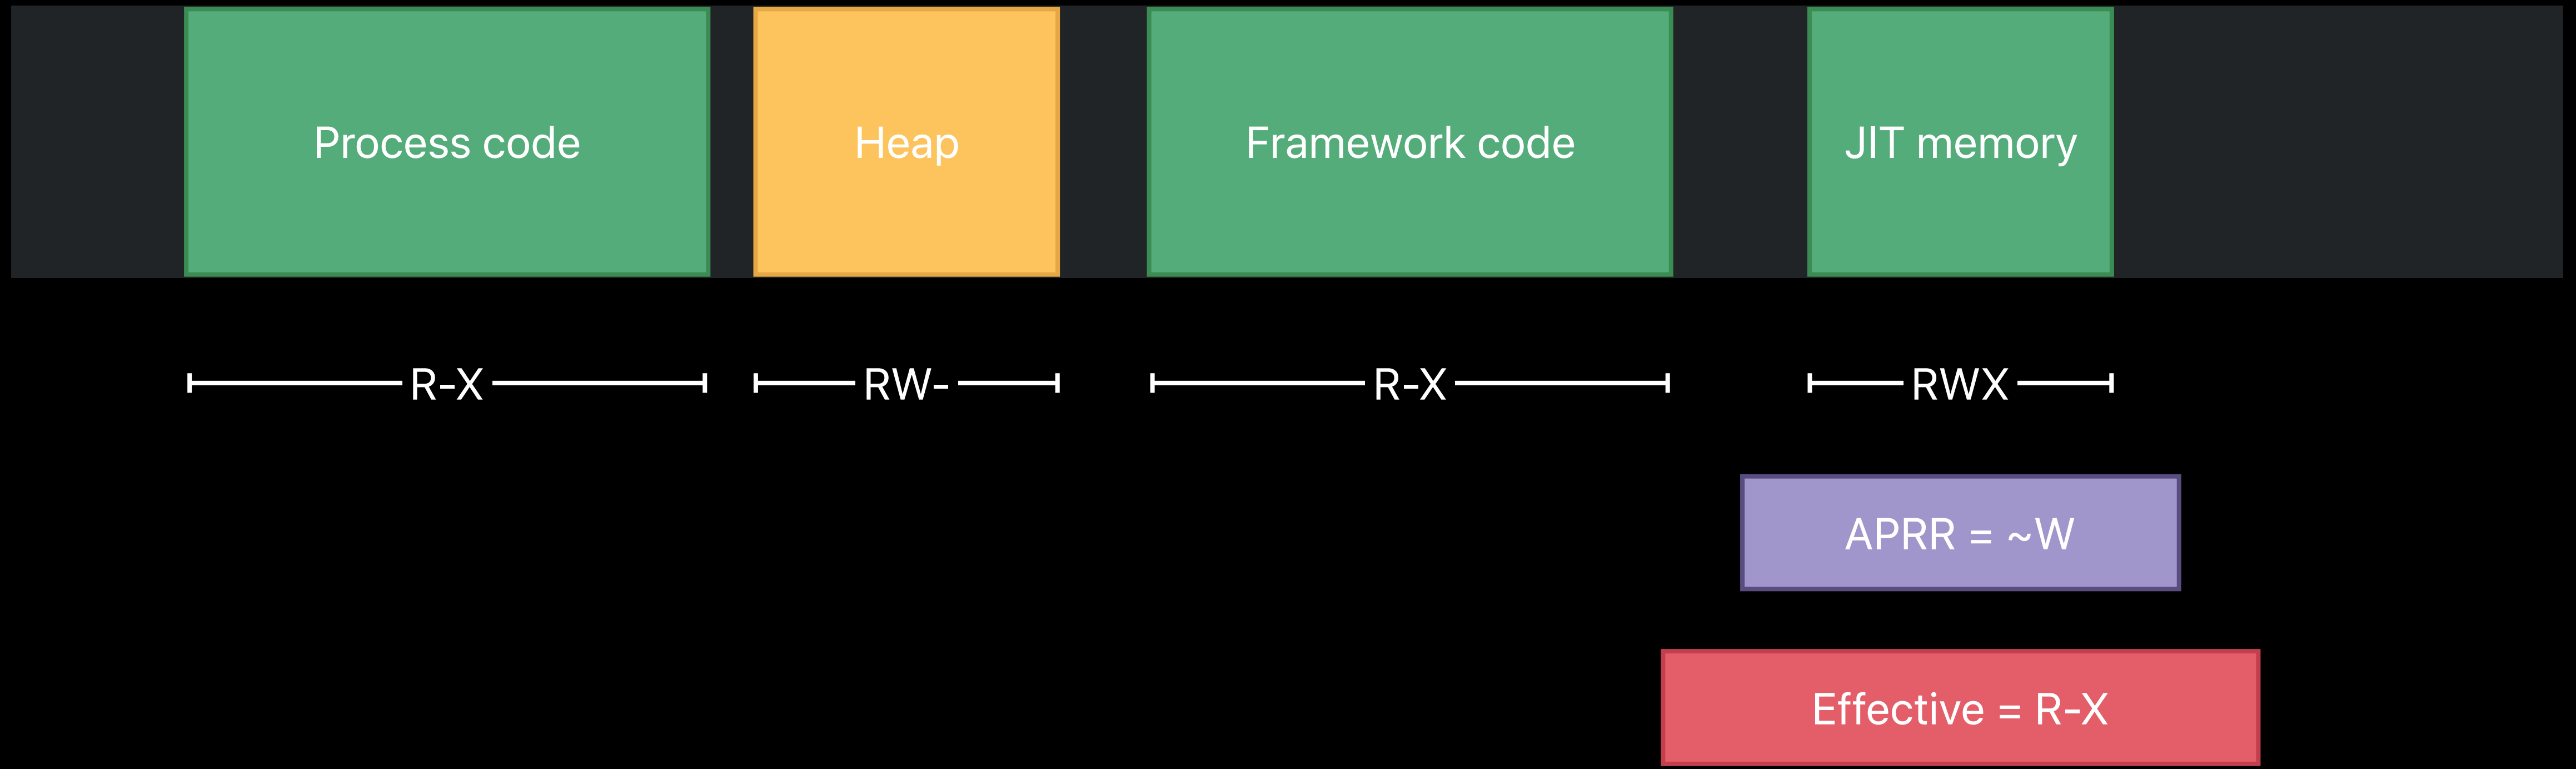 Process code
Heap
Framework code
JIT memory
R-X
RW-
R-X
RWX
APRR = ~W
Effective = R-X